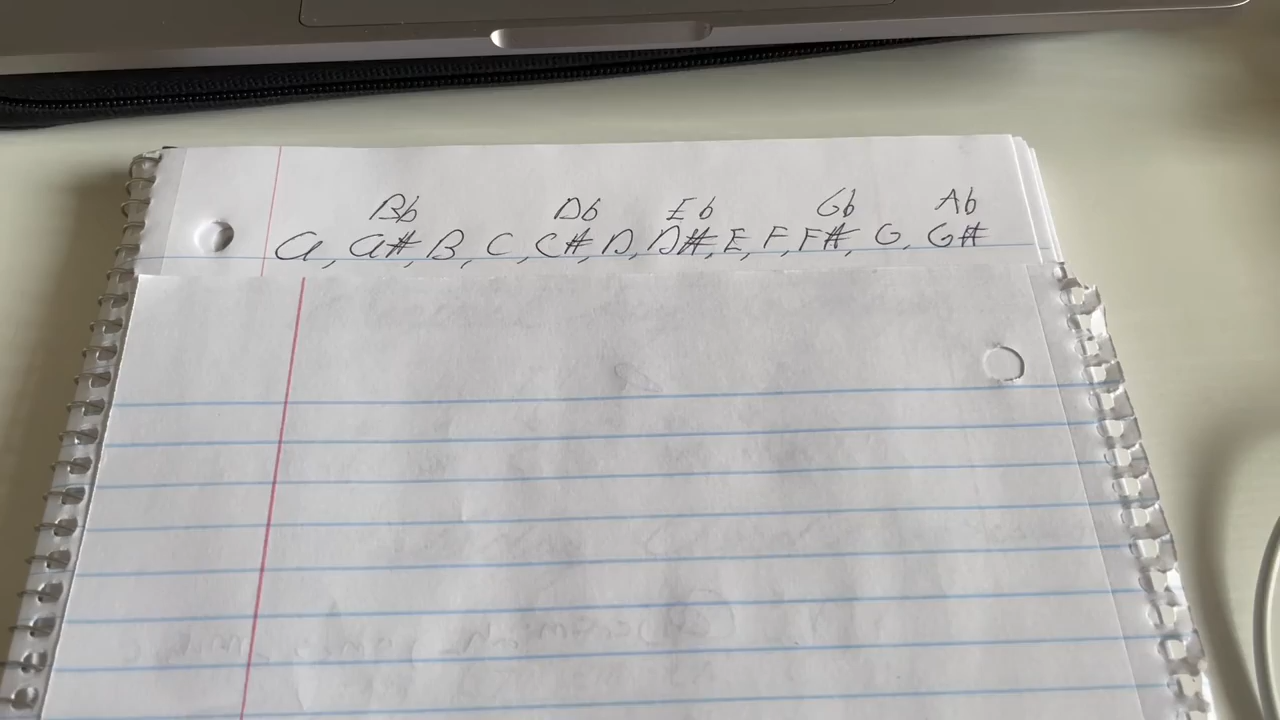 Bb Db Eb Gb Ab
A, A#, B, C, C#, D, D#, E, F, F#, G, G#